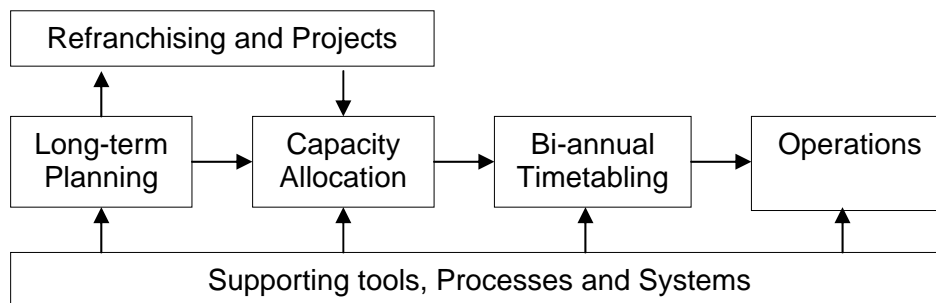 Refranchising and Projects
Long-term
Planning
Capacity
Allocation
Bi-annual
Timetabling
Operations
Supporting tools, Processes and Systems